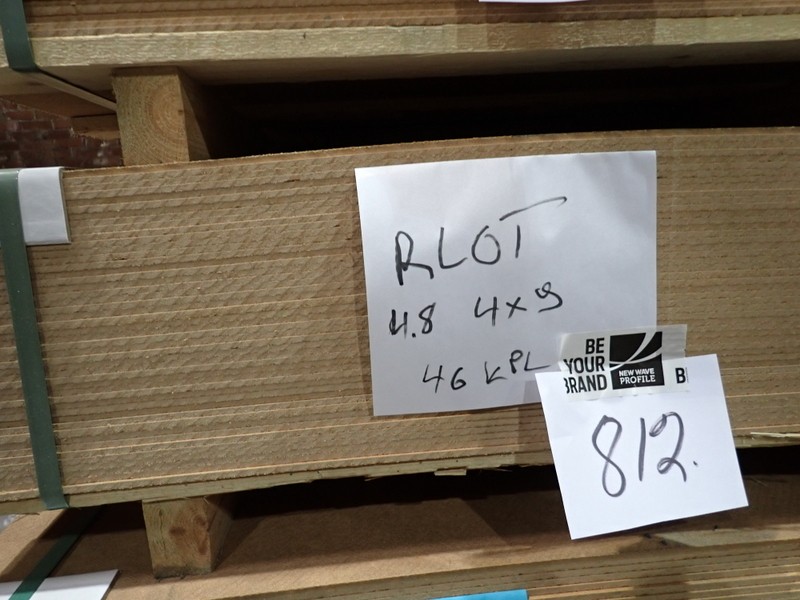 RLOT
4.8 4x9
46 KPL
BE
YOUR
BRAND
NEW WAVE
PROFILE
B
812.